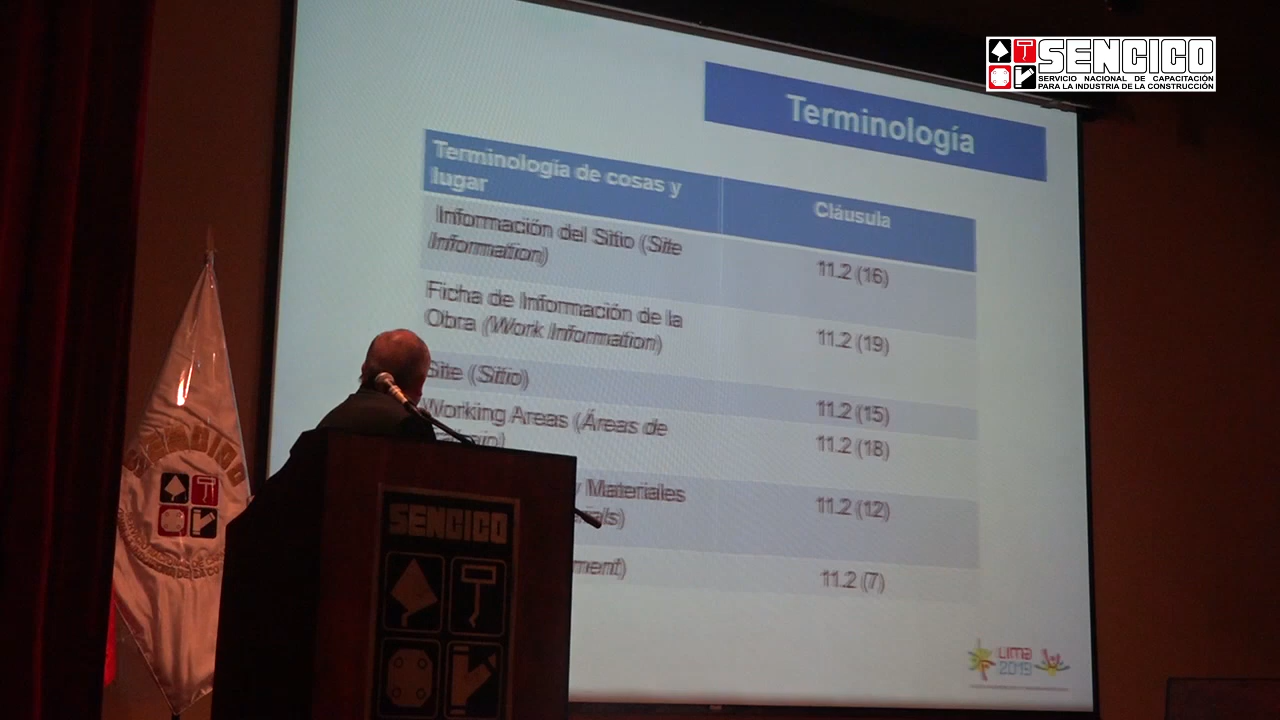 SENCICO
SERVICIO NACIONAL DE CAPACITACIÓN
PARA LA INDUSTRIA DE LA CONSTRUCCIÓN
Terminología
Terminología de cosas y
lugar
Cláusula
Información del Sitio (Site
Information)
11.2 (16)
Ficha de Información de la
Obra (Work Information)
11.2 (19)
Site (Sitio)
11.2 (15)
Working Areas (Áreas de
11.2 (18)
y Materiales
11.2 (12)
11.2 (7)
LIMA
2019
SENCICO
SENCICO